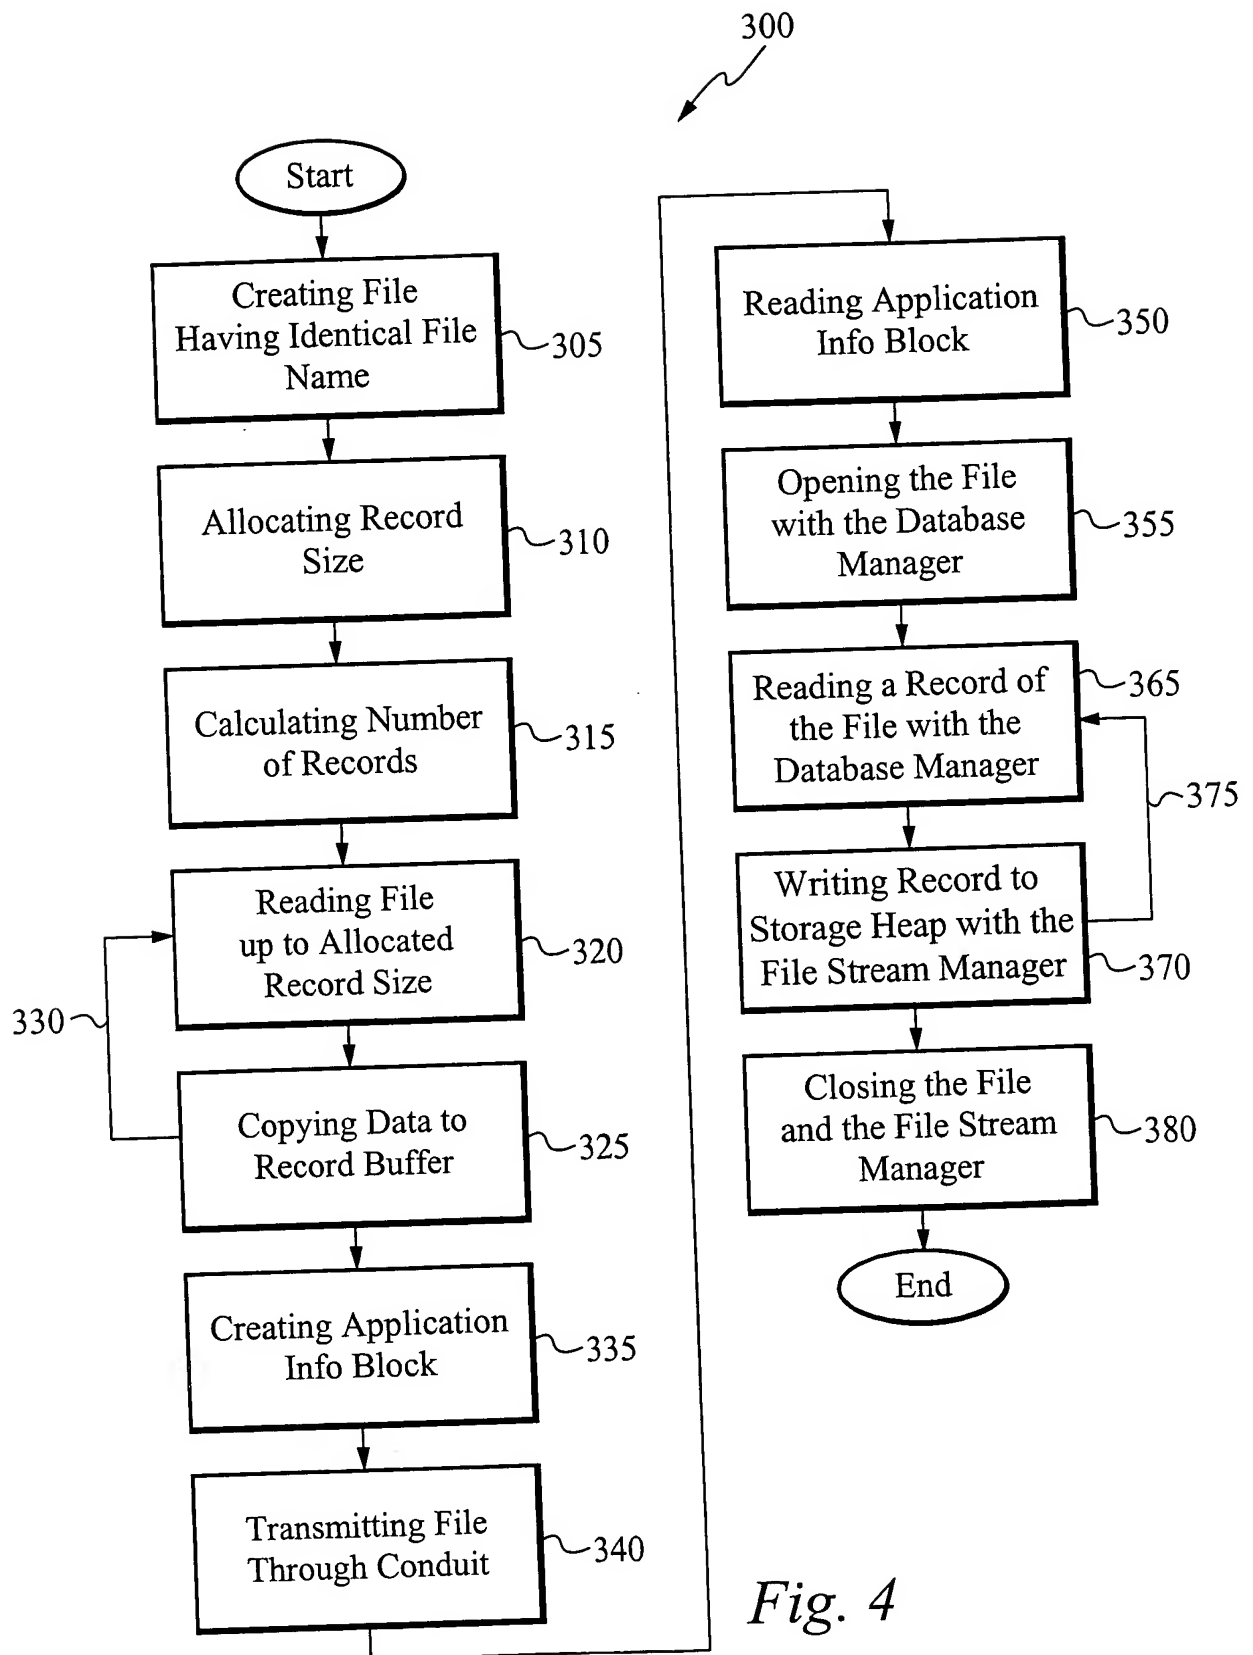 300
Start
Creating File
Having Identical File
Name
305
Allocating Record
Size
310
Calculating Number
of Records
315
Reading File
up to Allocated
Record Size
320
330
Copying Data to
Record Buffer
325
Creating Application
Info Block
335
Transmitting File
Through Conduit
340
Reading Application
Info Block
350
Opening the File
with the Database
Manager
355
Reading a Record of
the File with the
Database Manager
365
375
Writing Record to
Storage Heap with the
File Stream Manager
370
Closing the File
and the File Stream
Manager
380
End
Fig. 4